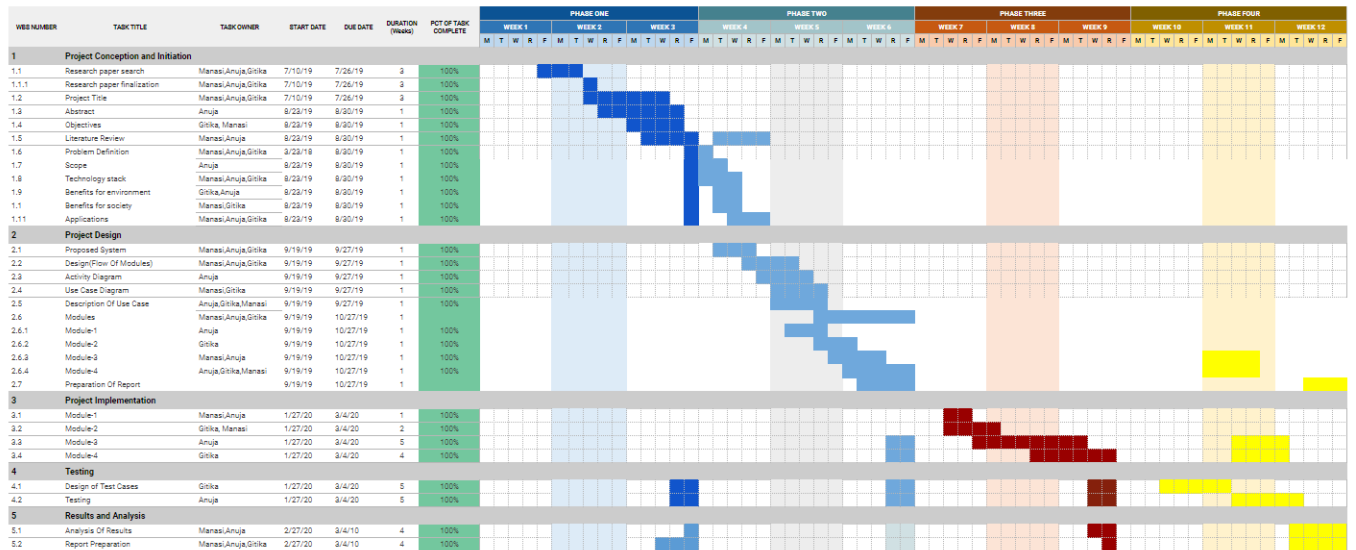 PHASE ONE PHASE TWO PHASE THREE PHASE FOUR
WBS NUMBER TASK TITLE TASK OWNER START DATE DUE DATE DURATION (Weeks) PCT OF TASK COMPLETE WEEK 1 WEEK 2 WEEK 3 WEEK 4 WEEK 5 WEEK 6 WEEK 7 WEEK 8 WEEK 9 WEEK 10 WEEK 11 WEEK 12
M T W R F M T W R F M T W R F M T W R F M T W R F M T W R F M T W R F M T W R F M T W R F M T W R F M T W R F M T W R F
1 Project Conception and Initiation
1.1 Research paper search Manasi,Anuja,Gitika 7/10/19 7/26/19 3 100%
1.1.1 Research paper finalization Manasi,Anuja,Gitika 7/10/19 7/26/19 3 100%
1.2 Project Title Manasi,Anuja,Gitika 7/10/19 7/26/19 3 100%
1.3 Abstract Anuja 8/23/19 8/30/19 1 100%
1.4 Objectives Gitika, Manasi 8/23/19 8/30/19 1 100%
1.5 Literature Review Manasi,Anuja 8/23/19 8/30/19 1 100%
1.6 Problem Definition Manasi,Anuja,Gitika 3/23/18 8/30/19 1 100%
1.7 Scope Anuja 8/23/19 8/30/19 1 100%
1.8 Technology stack Manasi,Anuja,Gitika 8/23/19 8/30/19 1 100%
1.9 Benefits for environment Gitika,Anuja 8/23/19 8/30/19 1 100%
1.1 Benefits for society Manasi,Gitika 8/23/19 8/30/19 1 100%
1.11 Applications Manasi,Anuja,Gitika 8/23/19 8/30/19 1 100%
2 Project Design
2.1 Proposed System Manasi,Anuja,Gitika 9/19/19 9/27/19 1 100%
2.2 Design(Flow Of Modules) Manasi,Anuja,Gitika 9/19/19 9/27/19 1 100%
2.3 Activity Diagram Anuja 9/19/19 9/27/19 1 100%
2.4 Use Case Diagram Manasi,Gitika 9/19/19 9/27/19 1 100%
2.5 Description Of Use Case Anuja,Gitika,Manasi 9/19/19 9/27/19 1 100%
2.6 Modules Manasi,Anuja,Gitika 9/19/19 10/27/19 1
2.6.1 Module-1 Anuja 9/19/19 10/27/19 1 100%
2.6.2 Module-2 Gitika 9/19/19 10/27/19 1 100%
2.6.3 Module-3 Manasi,Anuja 9/19/19 10/27/19 1 100%
2.6.4 Module-4 Anuja,Gitika,Manasi 9/19/19 10/27/19 1 100%
2.7 Preparation Of Report 9/19/19 10/27/19 1 100%
3 Project Implementation
3.1 Module-1 Manasi,Anuja 1/27/20 3/4/20 1 100%
3.2 Module-2 Gitika, Manasi 1/27/20 3/4/20 2 100%
3.3 Module-3 Anuja 1/27/20 3/4/20 5 100%
3.4 Module-4 Gitika 1/27/20 3/4/20 4 100%
4 Testing
4.1 Design of Test Cases Gitika 1/27/20 3/4/20 5 100%
4.2 Testing Anuja 1/27/20 3/4/20 5 100%
5 Results and Analysis
5.1 Analysis Of Results Manasi,Anuja 2/27/20 3/4/10 4 100%
5.2 Report Preparation Manasi,Anuja,Gitika 2/27/20 3/4/10 4 100%